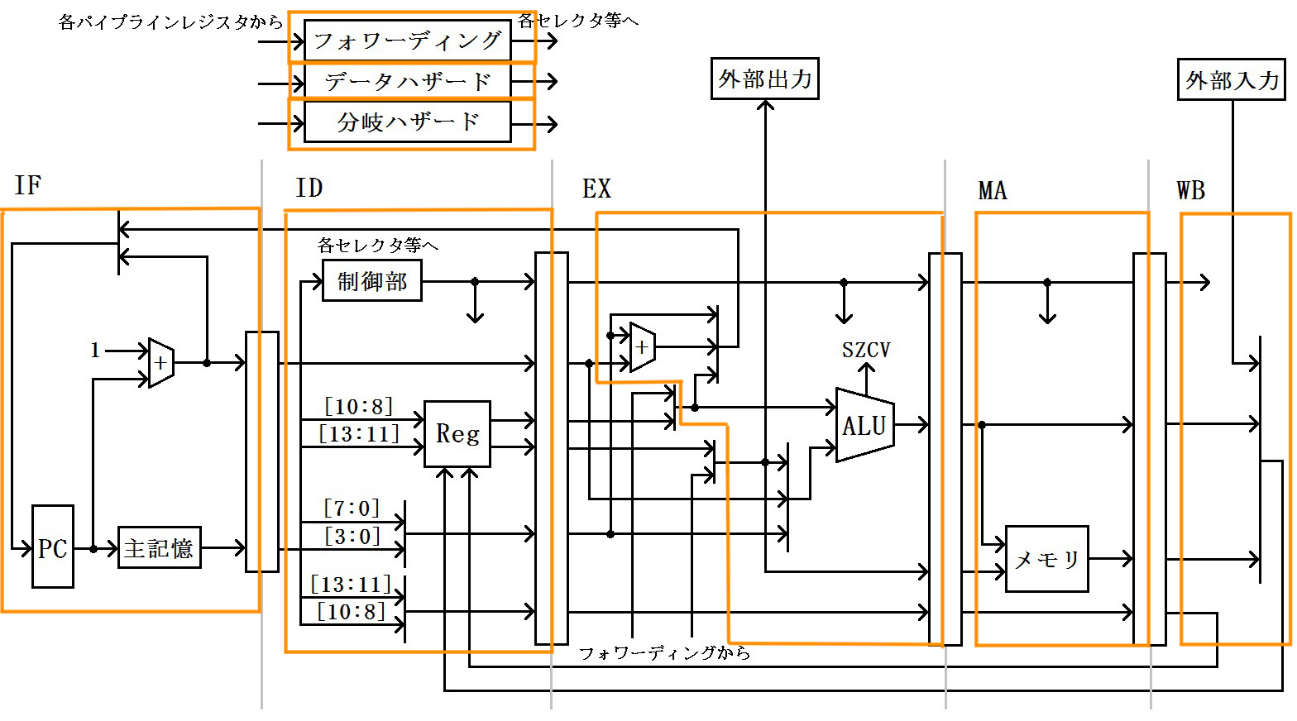 各パイプラインレジスタから
各セレクタ等へ
フォワーディング
データハザード
分岐ハザード
外部出力
外部入力
IF
ID
EX
MA
WB
各セレクタ等へ
制御部
1
+
+
SZCV
[10:8]
[13:11]
Reg
ALU
[7:0]
[3:0]
PC
主記憶
メモリ
[13:11]
[10:8]
フォワーディングから